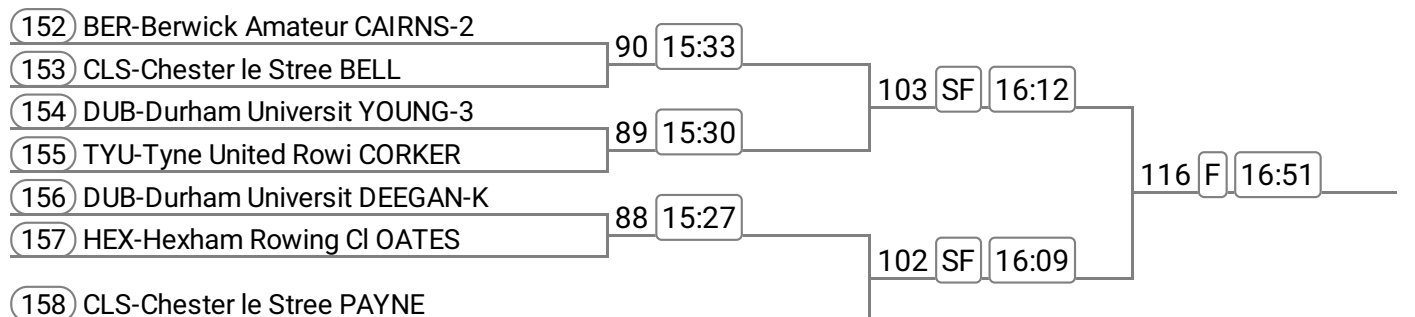 152 BER-Berwick Amateur CAIRNS-2
153 CLS-Chester le Stree BELL
90 15:33
154 DUB-Durham Universit YOUNG-3
155 TYU-Tyne United Rowi CORKER
89 15:30
103 SF 16:12
156 DUB-Durham Universit DEEGAN-K
157 HEX-Hexham Rowing Cl OATES
88 15:27
158 CLS-Chester le Stree PAYNE
102 SF 16:09
116 F 16:51